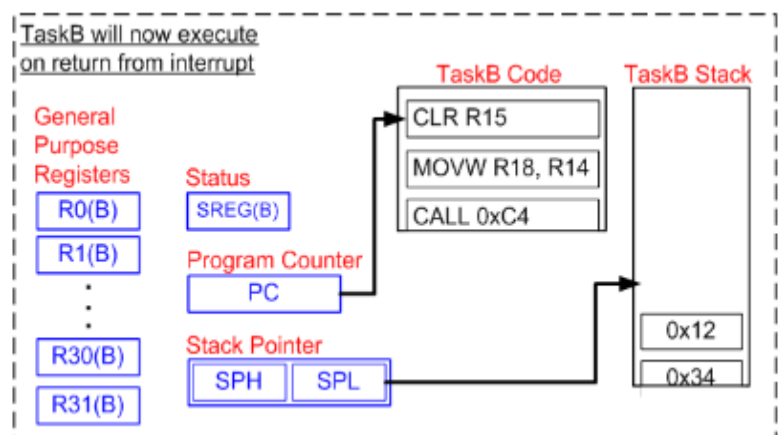 TaskB will now execute
on return from interrupt
TaskB Code
TaskB Stack
CLR R15
MOVW R18, R14
CALL 0xC4
General
Purpose
Registers
R0(B)
R1(B)
R30(B)
R31(B)
Status
SREG(B)
Program Counter
PC
Stack Pointer
SPH
SPL
0x12
0x34